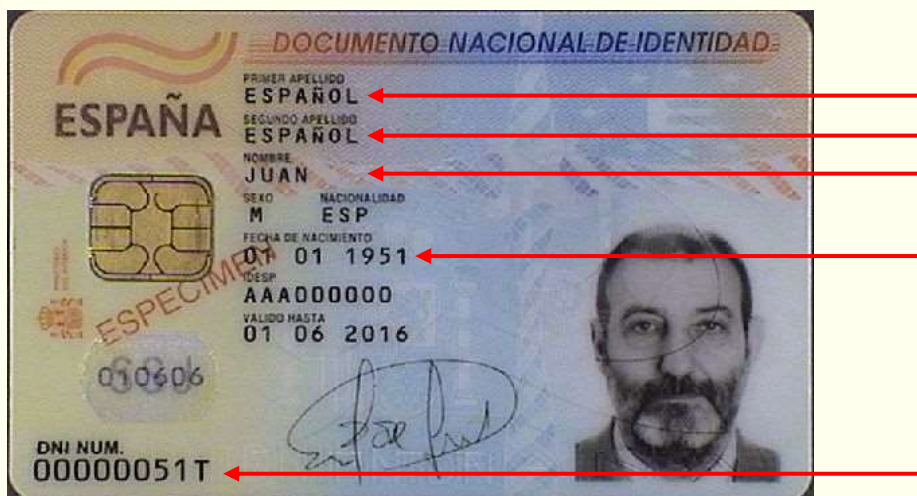 DOCUMENTO NACIONAL DE IDENTIDAD
ESPAÑA
PRIMER APELLIDO
ESPAÑOL
SEGUNDO APELLIDO
ESPAÑOL
NOMBRE
JUAN
SEXO NACIONALIDAD
M ESP
FECHA DE NACIMIENTO
01 01 1951
IDESP
AAA000000
VALIDO HASTA
01 06 2016
ESPECIMEN
010606
DNI NUM.
00000051T